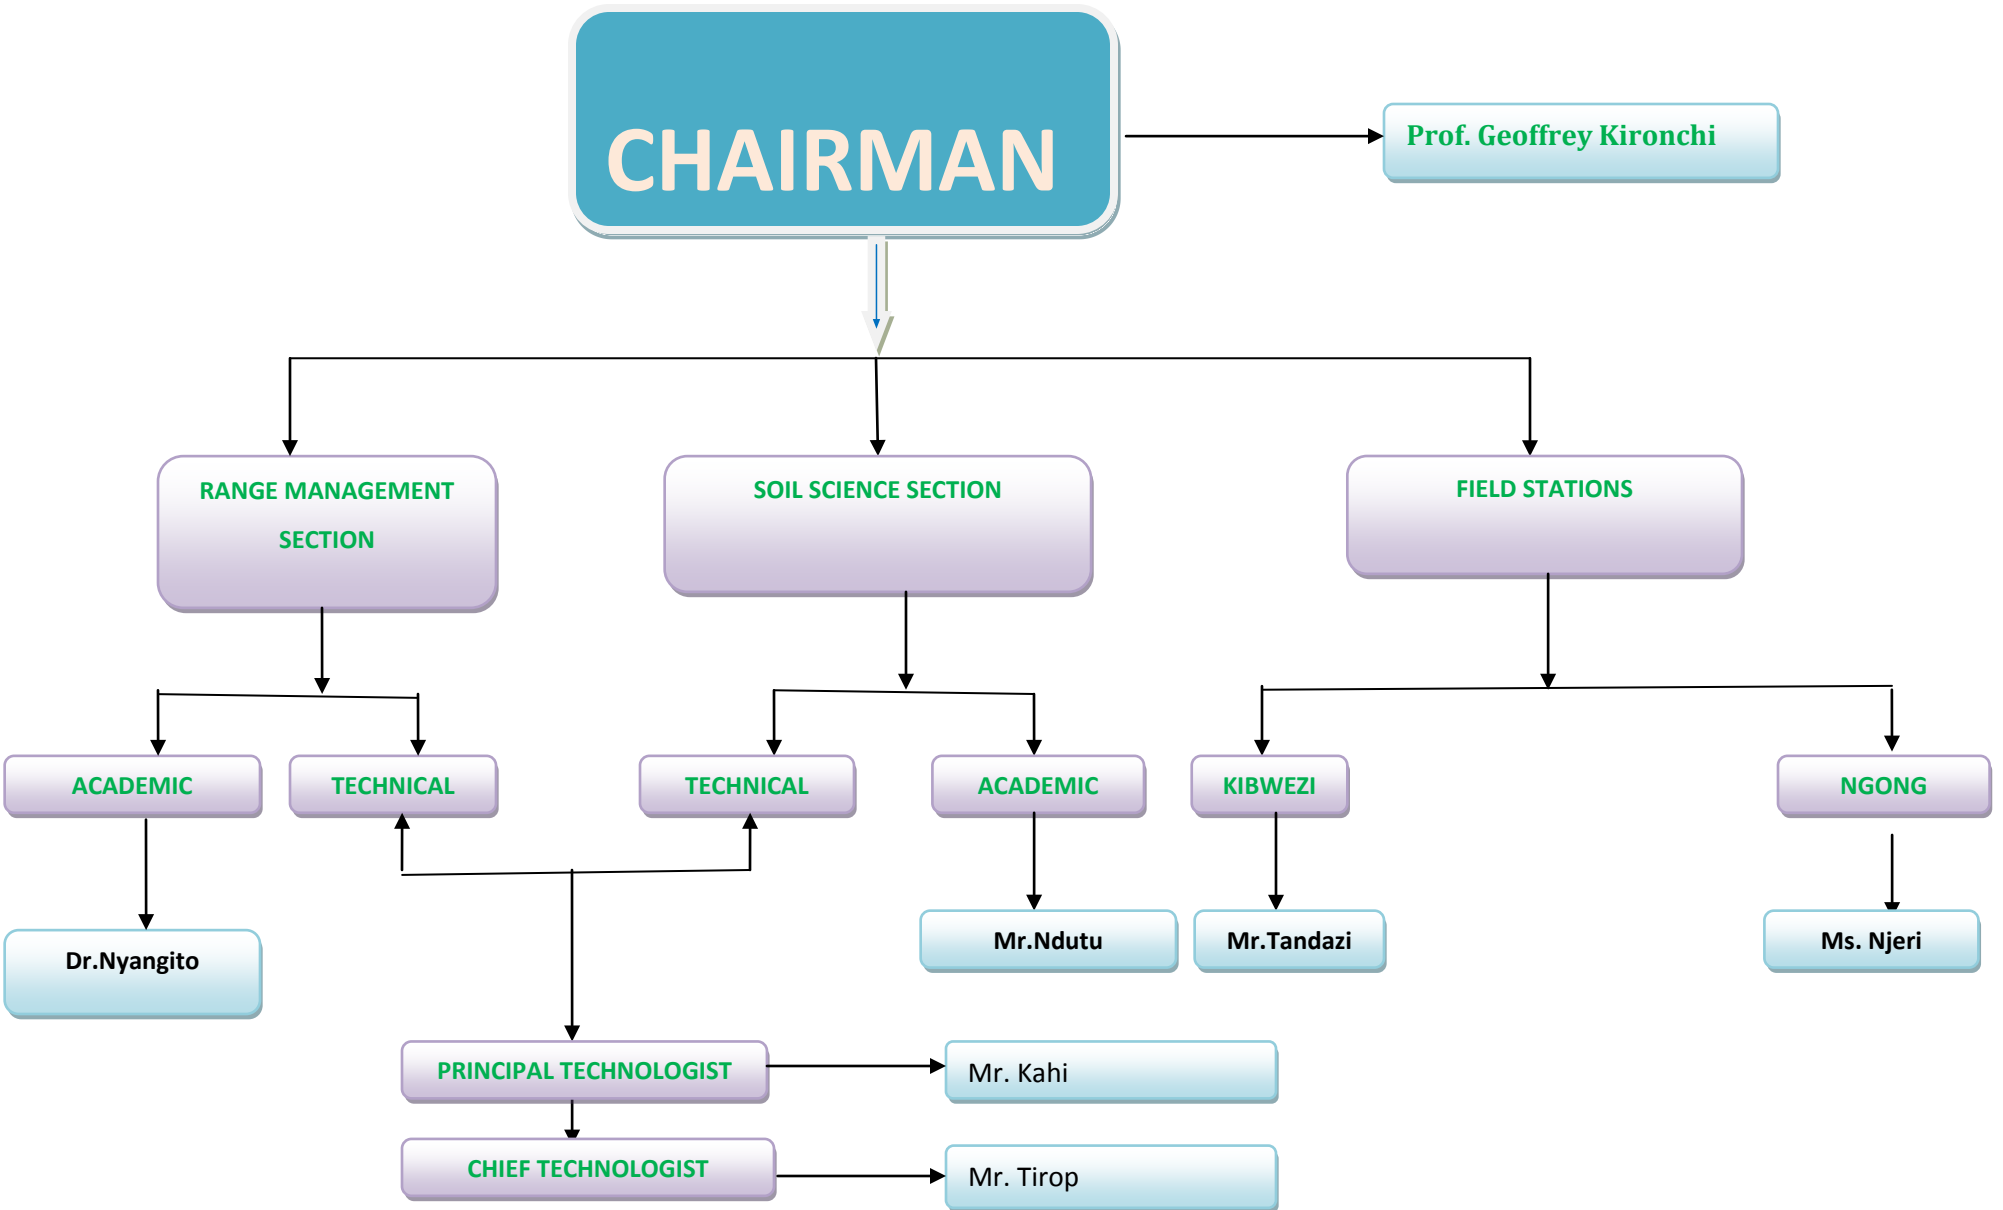 CHAIRMAN
Prof. Geoffrey Kironchi
RANGE MANAGEMENT
SECTION
SOIL SCIENCE SECTION
FIELD STATIONS
ACADEMIC
TECHNICAL
TECHNICAL
ACADEMIC
KIBWEZI
NGONG
Dr.Nyangito
Mr.Ndutu
Mr.Tandazi
Ms. Njeri
PRINCIPAL TECHNOLOGIST
Mr. Kahi
CHIEF TECHNOLOGIST
Mr. Tirop